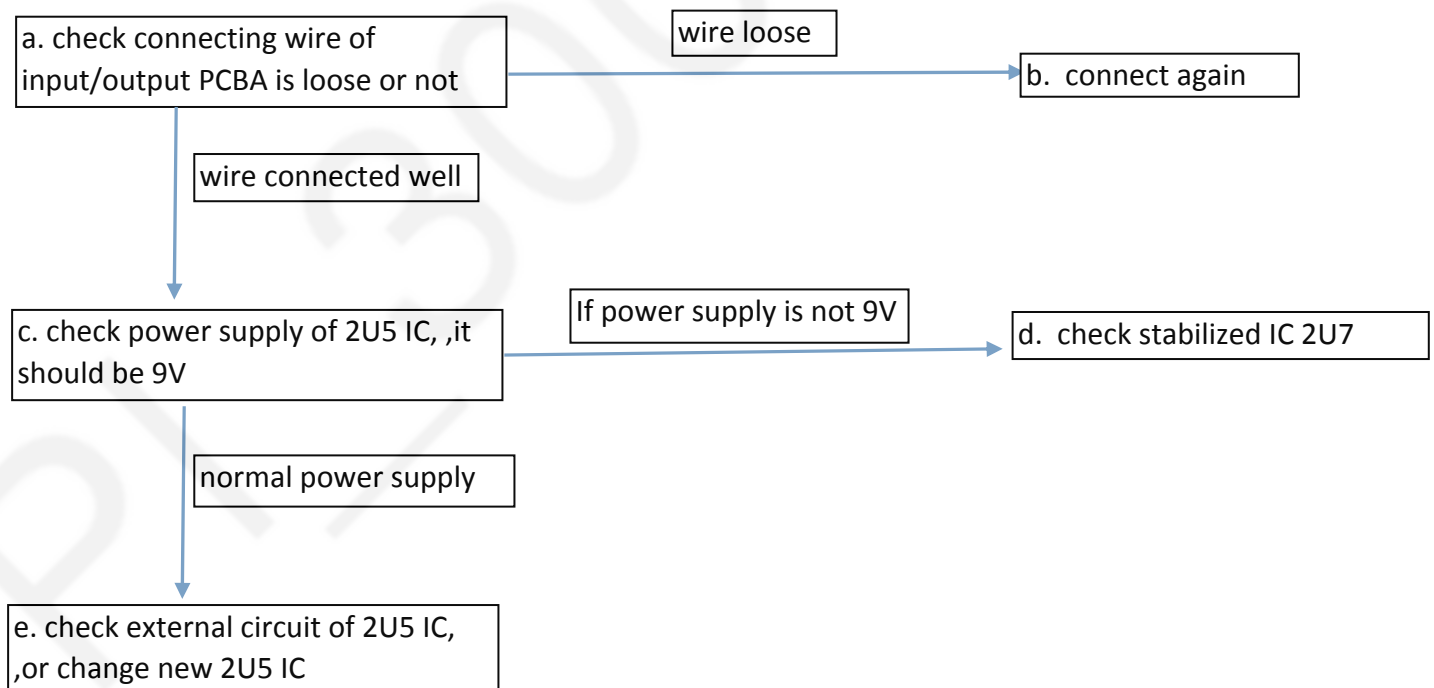 a. check connecting wire of
input/output PCBA is loose or not
wire loose
b. connect again
wire connected well
c. check power supply of 2U5 IC, ,it
should be 9V
If power supply is not 9V
d. check stabilized IC 2U7
normal power supply
e. check external circuit of 2U5 IC,
,or change new 2U5 IC